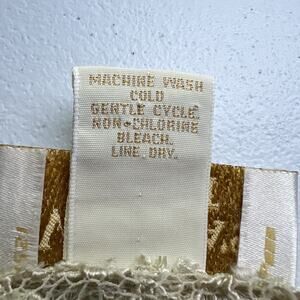 MACHINE WASH
COLD
GENTLE CYCLE.
NON-CHLORINE
BLEACH.
LINE DRY.